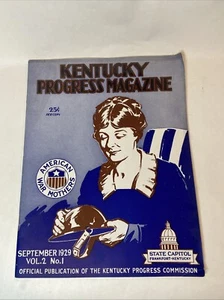 KENTUCKY
PROGRESS MAGAZINE
25¢
AMERICAN
WAR MOTHERS
STATE CAPITOL
FRANKFORT-KENTUCKY
SEPTEMBER 1929
VOL.2 No.1
OFFICIAL PUBLICATION OF THE KENTUCKY PROGRESS COMMISSION